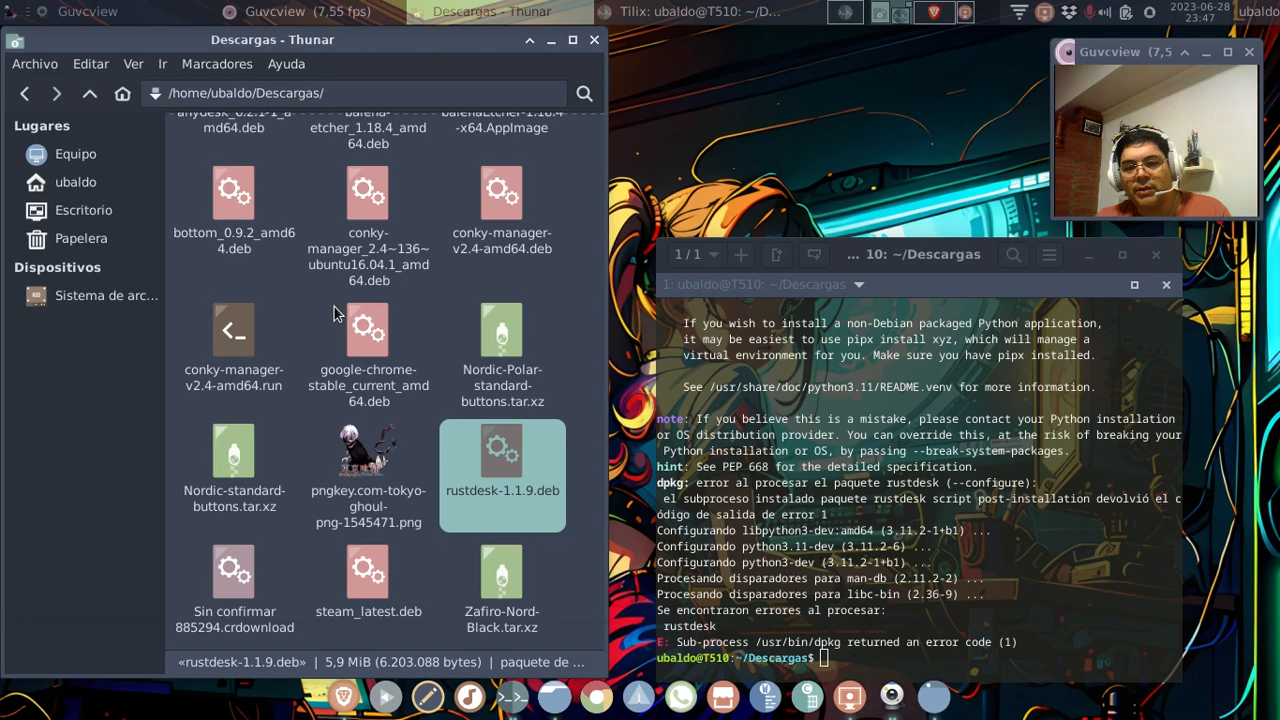 Guvcview
Guvcview (7,55 fps)
Descargas - Thunar
Tilix: ubaldo@T510: ~/D...
2023-06-28
23:47
ubaldo
Descargas - Thunar
Archivo Editar Ver Ir Marcadores Ayuda
/home/ubaldo/Descargas/
Lugares
Equipo
ubaldo
Escritorio
Papelera
Dispositivos
Sistema de arc...
anydesk_6.2.1-1_a
md64.deb
balena-
etcher_1.18.4_amd
64.deb
balenaEtcher-1.18.4
-x64.AppImage
bottom_0.9.2_amd6
4.deb
conky-
manager_2.4~136~
ubuntu16.04.1_amd
64.deb
conky-manager-
v2.4-amd64.deb
conky-manager-
v2.4-amd64.run
google-chrome-
stable_current_amd
64.deb
Nordic-Polar-
standard-
buttons.tar.xz
Nordic-standard-
buttons.tar.xz
pngkey.com-tokyo-
ghoul-
png-1545471.png
rustdesk-1.1.9.deb
Sin confirmar
885294.crdownload
steam_latest.deb
Zafiro-Nord-
Black.tar.xz
«rustdesk-1.1.9.deb» | 5,9 MiB (6.203.088 bytes) | paquete de ...
Guvcview (7,5
1 / 1
... 10: ~/Descargas
1: ubaldo@T510: ~/Descargas
If you wish to install a non-Debian packaged Python application,
it may be easiest to use pipx install xyz, which will manage a
virtual environment for you. Make sure you have pipx installed.
See /usr/share/doc/python3.11/README.venv for more information.
note: If you believe this is a mistake, please contact your Python installation
or OS distribution provider. You can override this, at the risk of breaking your
Python installation or OS, by passing --break-system-packages.
hint: See PEP 668 for the detailed specification.
dpkg: error al procesar el paquete rustdesk (--configure):
el subproceso instalado paquete rustdesk script post-installation devolvió el c
ódigo de salida de error 1
Configurando libpython3-dev:amd64 (3.11.2-1+b1) ...
Configurando python3.11-dev (3.11.2-6) ...
Configurando python3-dev (3.11.2-1+b1) ...
Procesando disparadores para man-db (2.11.2-2) ...
Procesando disparadores para libc-bin (2.36-9) ...
Se encontraron errores al procesar:
rustdesk
E: Sub-process /usr/bin/dpkg returned an error code (1)
ubaldo@T510:~/Descargas$